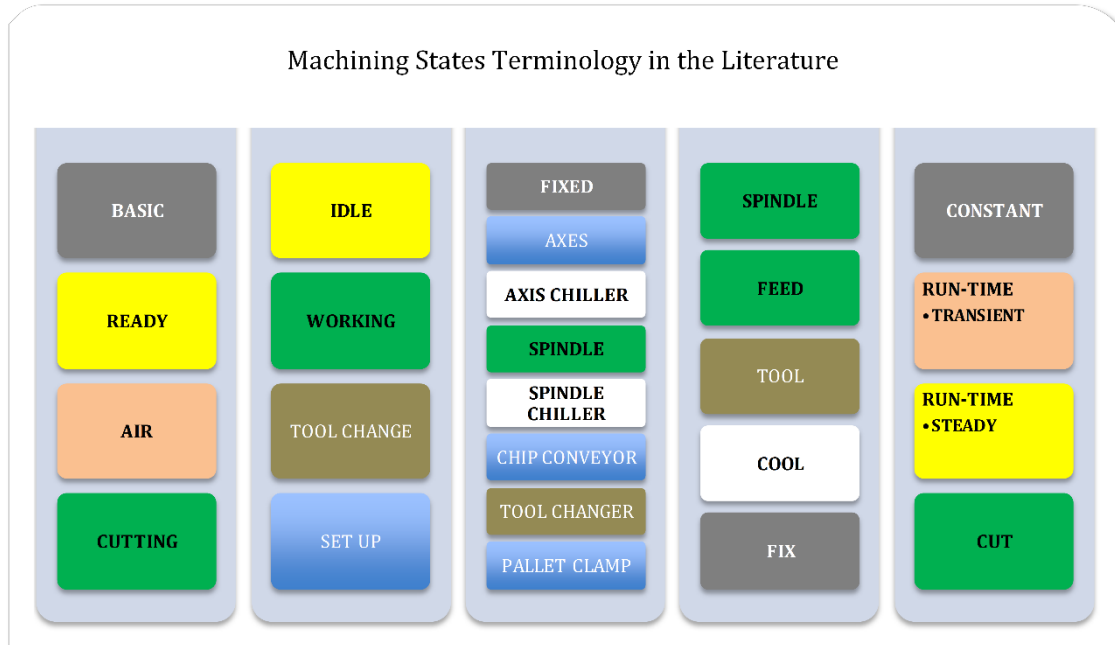 Machining States Terminology in the Literature
BASIC
READY
AIR
CUTTING
IDLE
WORKING
TOOL CHANGE
SET UP
FIXED
AXES
AXIS CHILLER
SPINDLE
SPINDLE
CHILLER
CHIP CONVEYOR
TOOL CHANGER
PALLET CLAMP
SPINDLE
FEED
TOOL
COOL
FIX
CONSTANT
RUN-TIME
•TRANSIENT
RUN-TIME
•STEADY
CUT